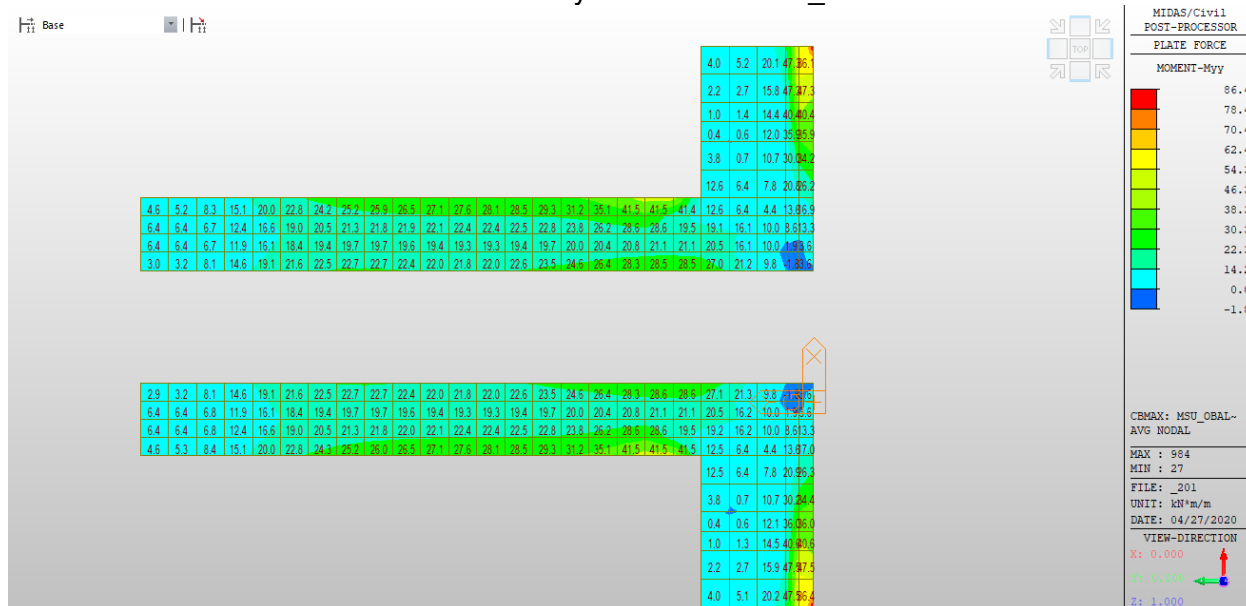 Base
TOP
MIDAS/Civil
POST-PROCESSOR
PLATE FORCE
MOMENT-Myy
86.4
78.4
70.4
62.4
CBMAX: MSU_OBAL~
AVG NODAL
MAX : 984
MIN : 27
FILE: _201
UNIT: kN*m/m
DATE: 04/27/2020
VIEW-DIRECTION
X: 0.000
Z: 1.000
4.0 5.2 20.1
2.2 2.7 15.8
1.0 1.4 14.4
0.4 0.6 12.0
3.8 0.7 10.7
12.6 6.4 7.8
4.6 5.2 8.3 15.1 20.0 22.8 24.2 25.2 25.9 26.5 27.1 27.6 28.1 28.5 29.3 31.2 35.1 41.5 41.5 41.4 12.6 6.4 4.4
6.4 6.4 6.7 12.4 16.6 19.0 20.5 21.3 21.8 21.9 22.1 22.4 22.4 22.5 22.8 23.8 26.2 28.6 28.6 19.5 19.1 16.1 10.0
6.4 6.4 6.7 11.9 16.1 18.4 19.4 19.7 19.7 19.6 19.4 19.3 19.3 19.4 19.7 20.0 20.4 20.8 21.1 21.1 20.5 16.1 10.0
3.0 3.2 8.1 14.6 19.1 21.6 22.5 22.7 22.7 22.4 22.0 21.8 22.0 22.6 23.5 24.6 26.4 28.3 28.5 28.5 27.0 21.2 9.8
2.9 3.2 8.1 14.6 19.1 21.6 22.5 22.7 22.7 22.4 22.0 21.8 22.0 22.6 23.5 24.6 26.4 28.3 28.6 28.6 27.1 21.3 9.8
6.4 6.4 6.8 11.9 16.1 18.4 19.4 19.7 19.7 19.6 19.4 19.3 19.3 19.4 19.7 20.0 20.4 20.8 21.1 21.1 20.5 16.2 10.0
6.4 6.4 6.8 12.4 16.6 19.0 20.5 21.3 21.8 22.0 22.1 22.4 22.4 22.5 22.8 23.8 26.2 28.6 28.6 19.5 19.2 16.2 10.0
4.6 5.3 8.4 15.1 20.0 22.8 24.3 25.2 26.0 26.5 27.1 27.6 28.1 28.5 29.3 31.2 35.1 41.5 41.5 41.5 12.5 6.4 4.4
12.5 6.4 7.8
3.8 0.7 10.7
0.4 0.6 12.1
1.0 1.3 14.5
2.2 2.7 15.9
4.0 5.1 20.2